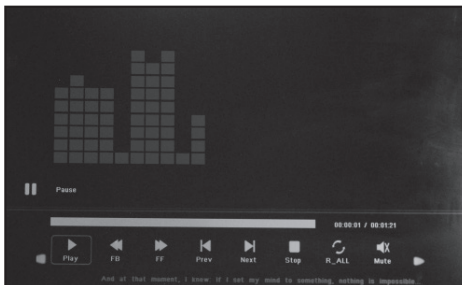 Pause
00:00:01 / 00:01:21
Play FB FF Prev Next Stop R_ALL Mute
And at that moment, i know if i set my mind to something, nothing is impossible